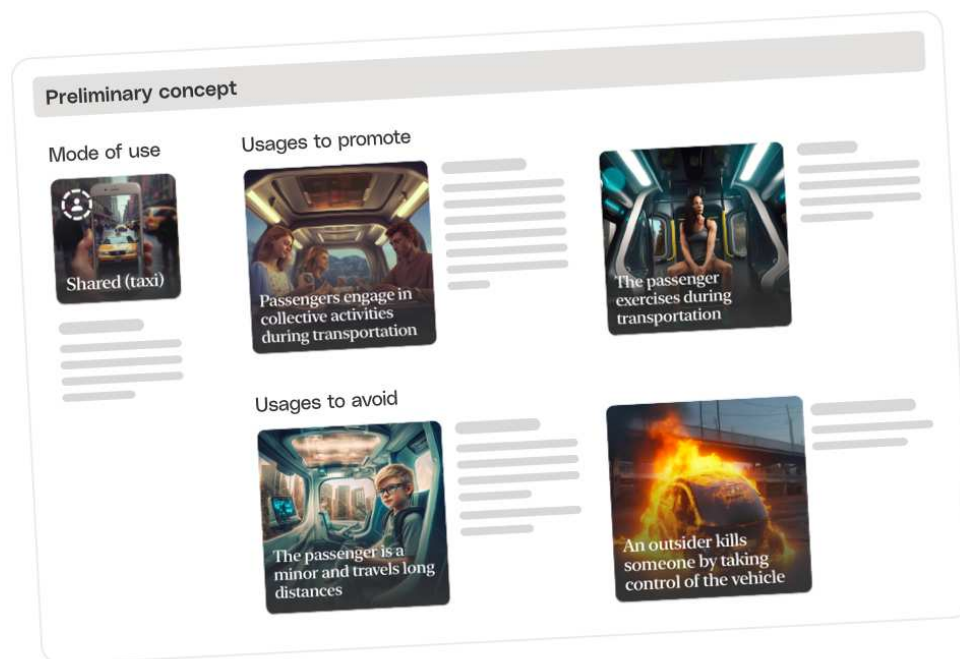 Preliminary concept
Mode of use
Shared (taxi)
Usages to promote
Passengers engage in
collective activities
during transportation
The passenger
exercises during
transportation
Usages to avoid
The passenger is a
minor and travels long
distances
An outsider kills
someone by taking
control of the vehicle